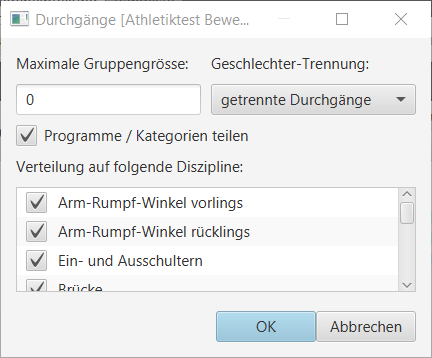 Durchgänge [Athletiktest Bewe...
Maximale Gruppengrösse:
Geschlechter-Trennung:
0
getrennte Durchgänge
Programme / Kategorien teilen
Verteilung auf folgende Disziplin:
Arm-Rumpf-Winkel vorlings
Arm-Rumpf-Winkel rücklings
Ein- und Ausschultern
Brücke
OK
Abbrechen